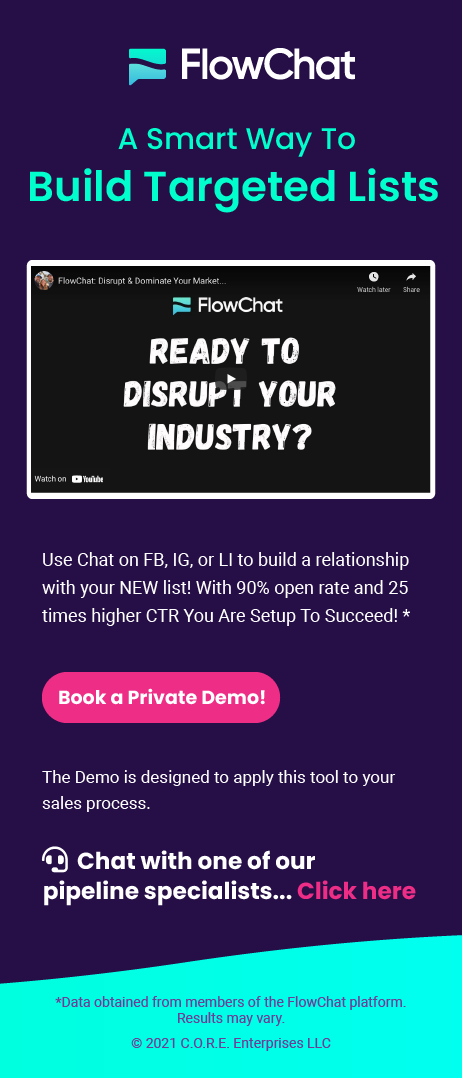 FlowChat
A Smart Way To
Build Targeted Lists
FlowChat: Disrupt & Dominate Your Market...
Watch later
Share
FlowChat
READY TO
DISRUPT YOUR
INDUSTRY?
Watch on YouTube
Use Chat on FB, IG, or LI to build a relationship
with your NEW list! With 90% open rate and 25
times higher CTR You Are Setup To Succeed! *
Book a Private Demo!
The Demo is designed to apply this tool to your
sales process.
Chat with one of our
pipeline specialists... Click here
*Data obtained from members of the FlowChat platform.
Results may vary.
© 2021 C.O.R.E. Enterprises LLC